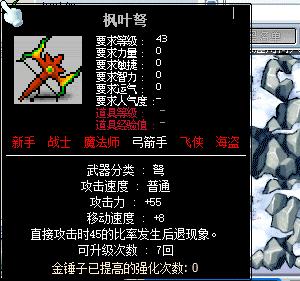 枫叶弩
要求等级： 43
要求力量： 0
要求敏捷： 0
要求智力： 0
要求运气： 0
要求人气度： -
道具等级： -
道具经验值： -
新手 战士 魔法师 弓箭手 飞侠 海盗
武器分类 : 弩
攻击速度 : 普通
攻击力 : +55
移动速度 : +8
直接攻击时45的比率发生后退现象。
可升级次数 : 7回
金锤子已提高的强化次数: 0